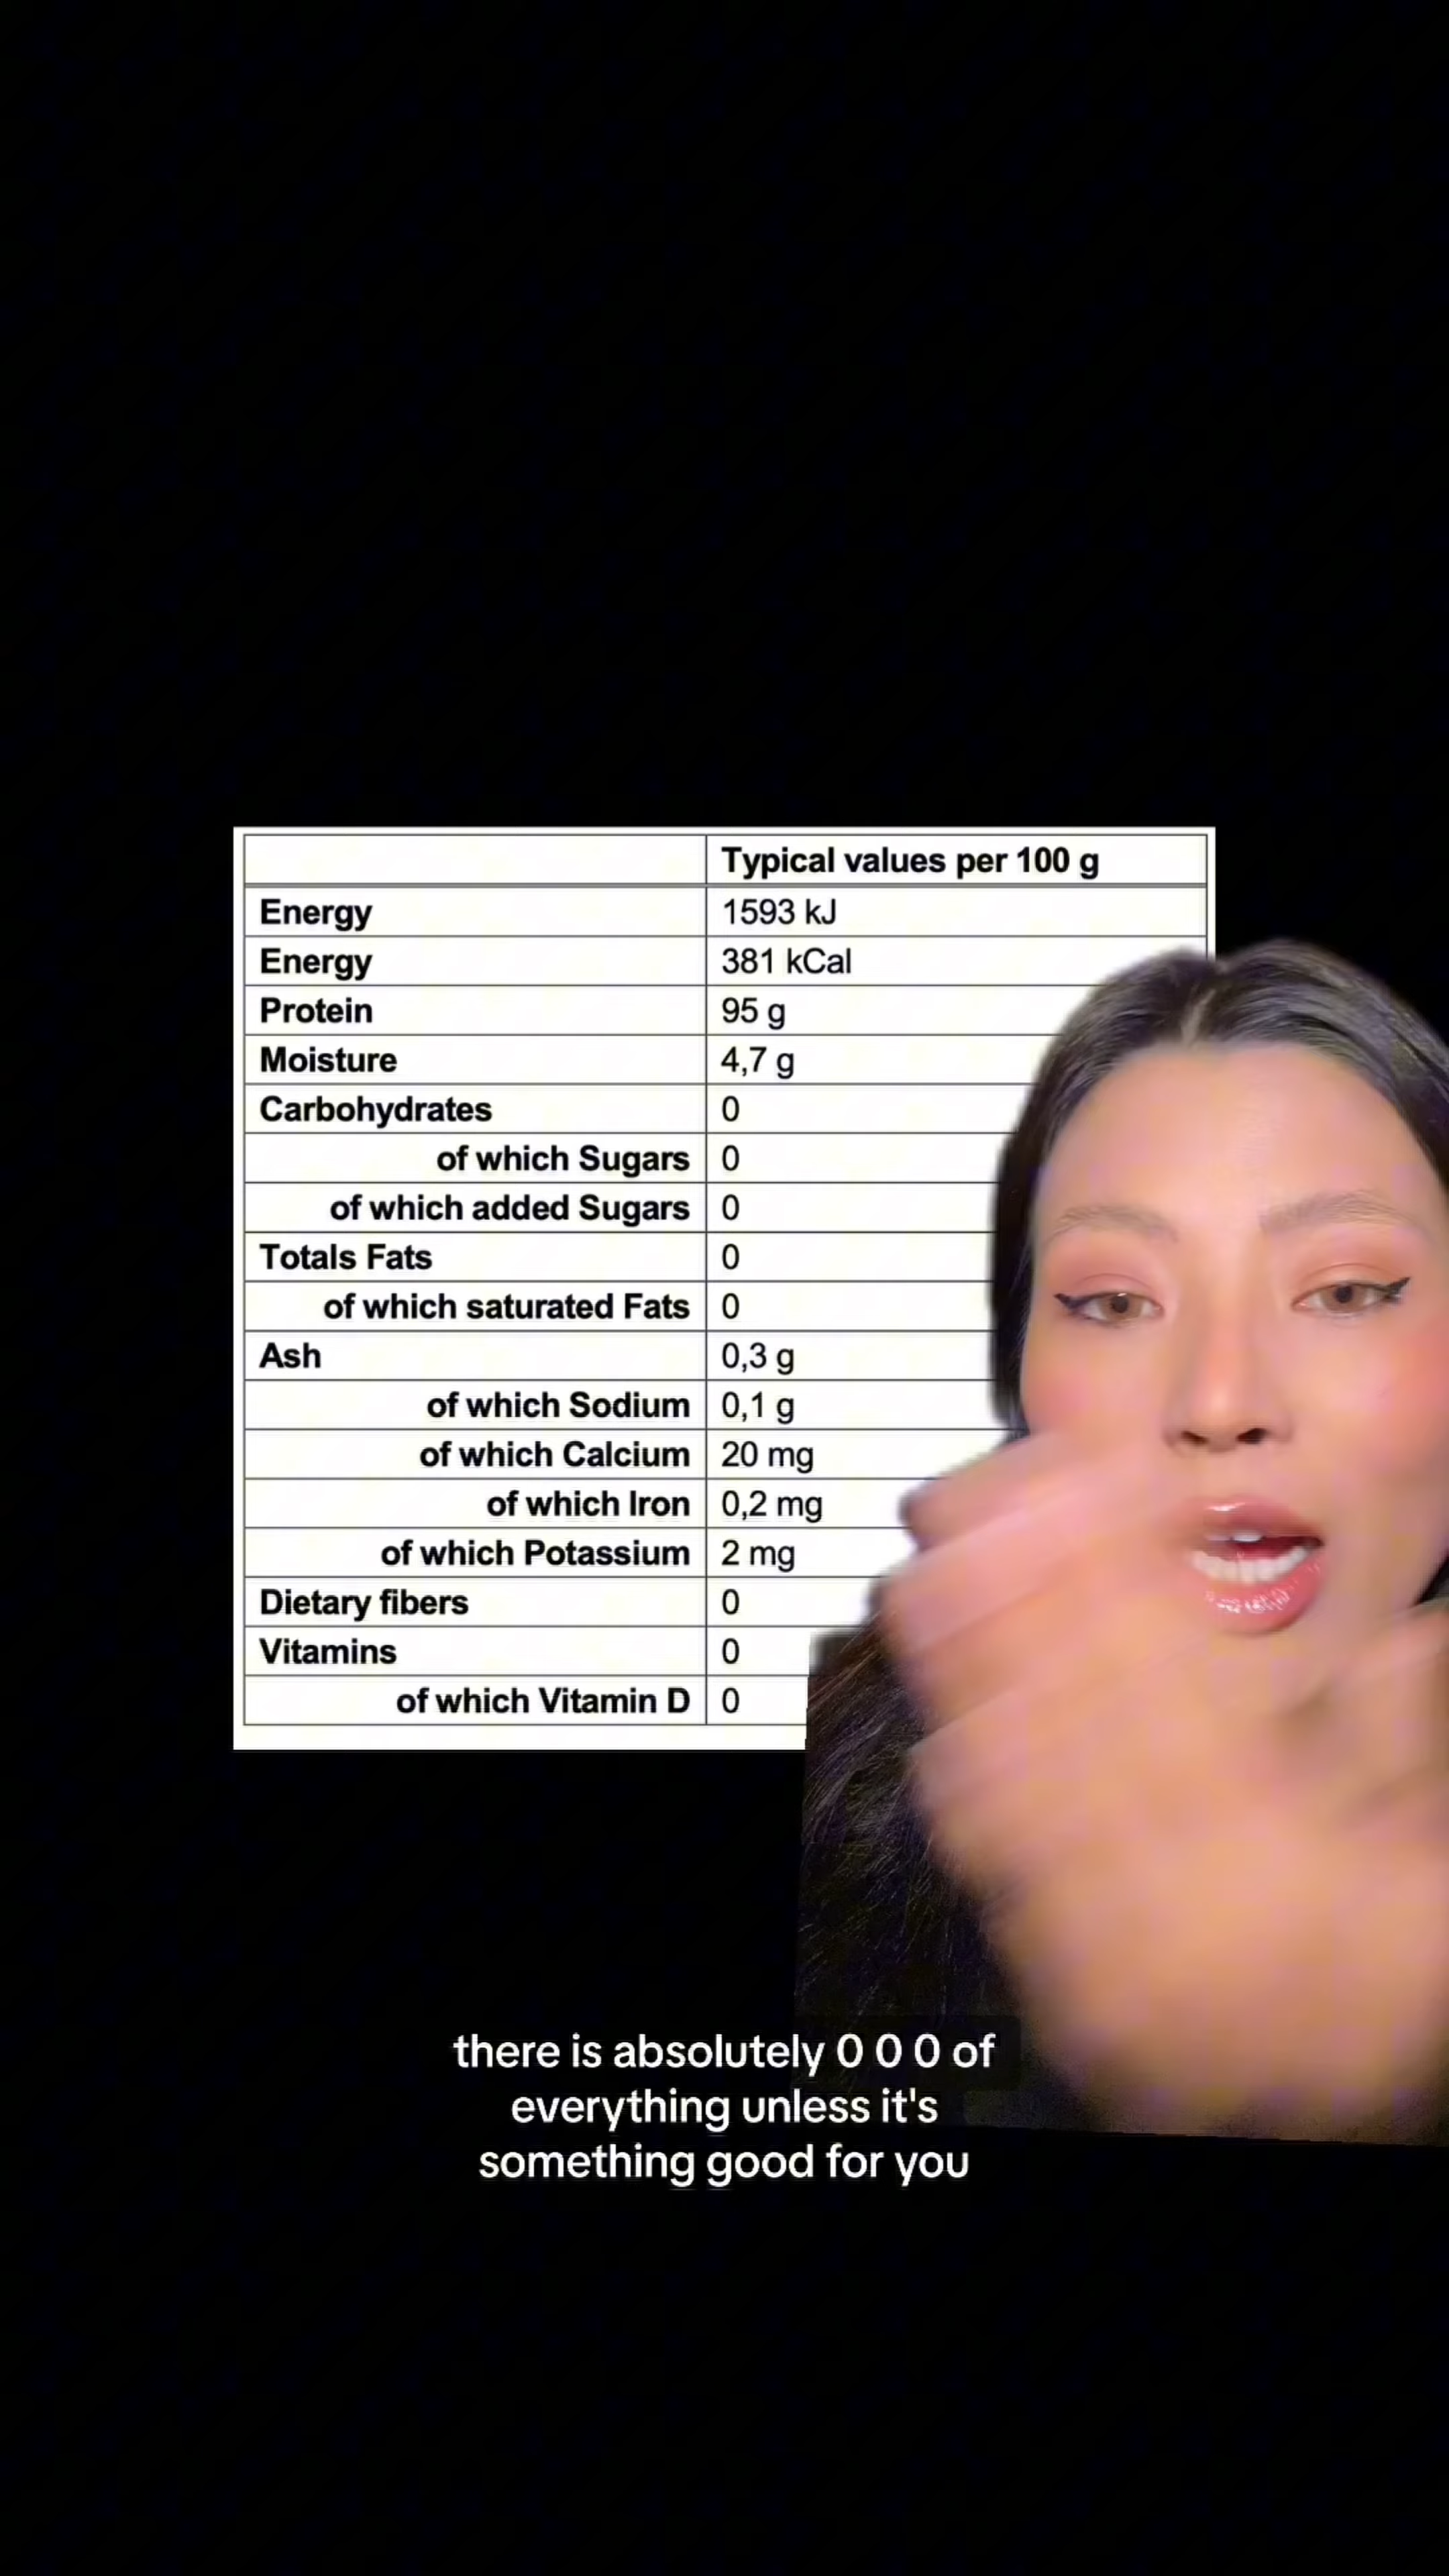 Typical values per 100 g
Energy 1593 kJ
Energy 381 kCal
Protein 95 g
Moisture 4,7 g
Carbohydrates 0
of which Sugars 0
of which added Sugars 0
Totals Fats 0
of which saturated Fats 0
Ash 0,3 g
of which Sodium 0,1 g
of which Calcium 20 mg
of which Iron 0,2 mg
of which Potassium 2 mg
Dietary fibers 0
Vitamins 0
of which Vitamin D 0
there is absolutely 0 0 0 of
everything unless it's
something good for you